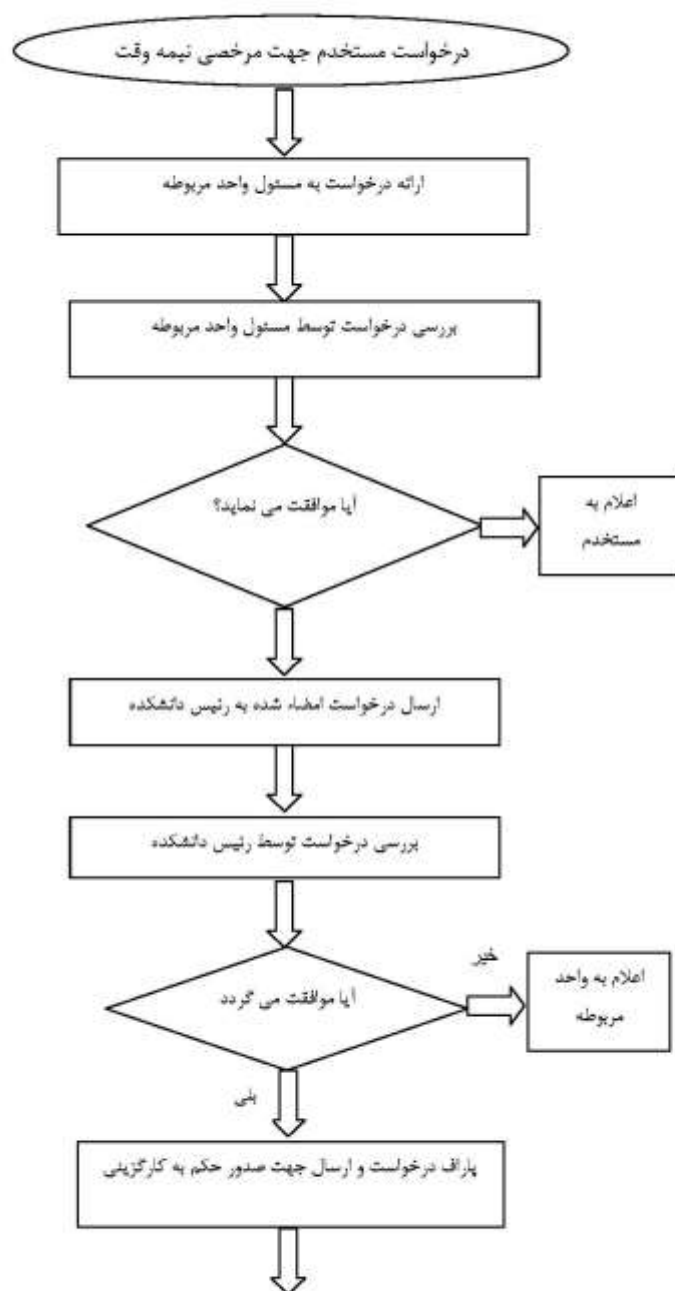 درخواست مستخدم جهت مرخصی نیمه وقت
ارائه درخواست به مسئول واحد مربوطه
بررسی درخواست توسط مسئول واحد مربوطه
آیا موافقت می نماید؟
اعلام به
مستخدم
ارسال درخواست امضاء شده به رئیس دانشکده
بررسی درخواست توسط رئیس دانشکده
آیا موافقت می گردد
خیر
اعلام به واحد
مربوطه
بلی
پاراف درخواست و ارسال جهت صدور حکم به کارگزینی